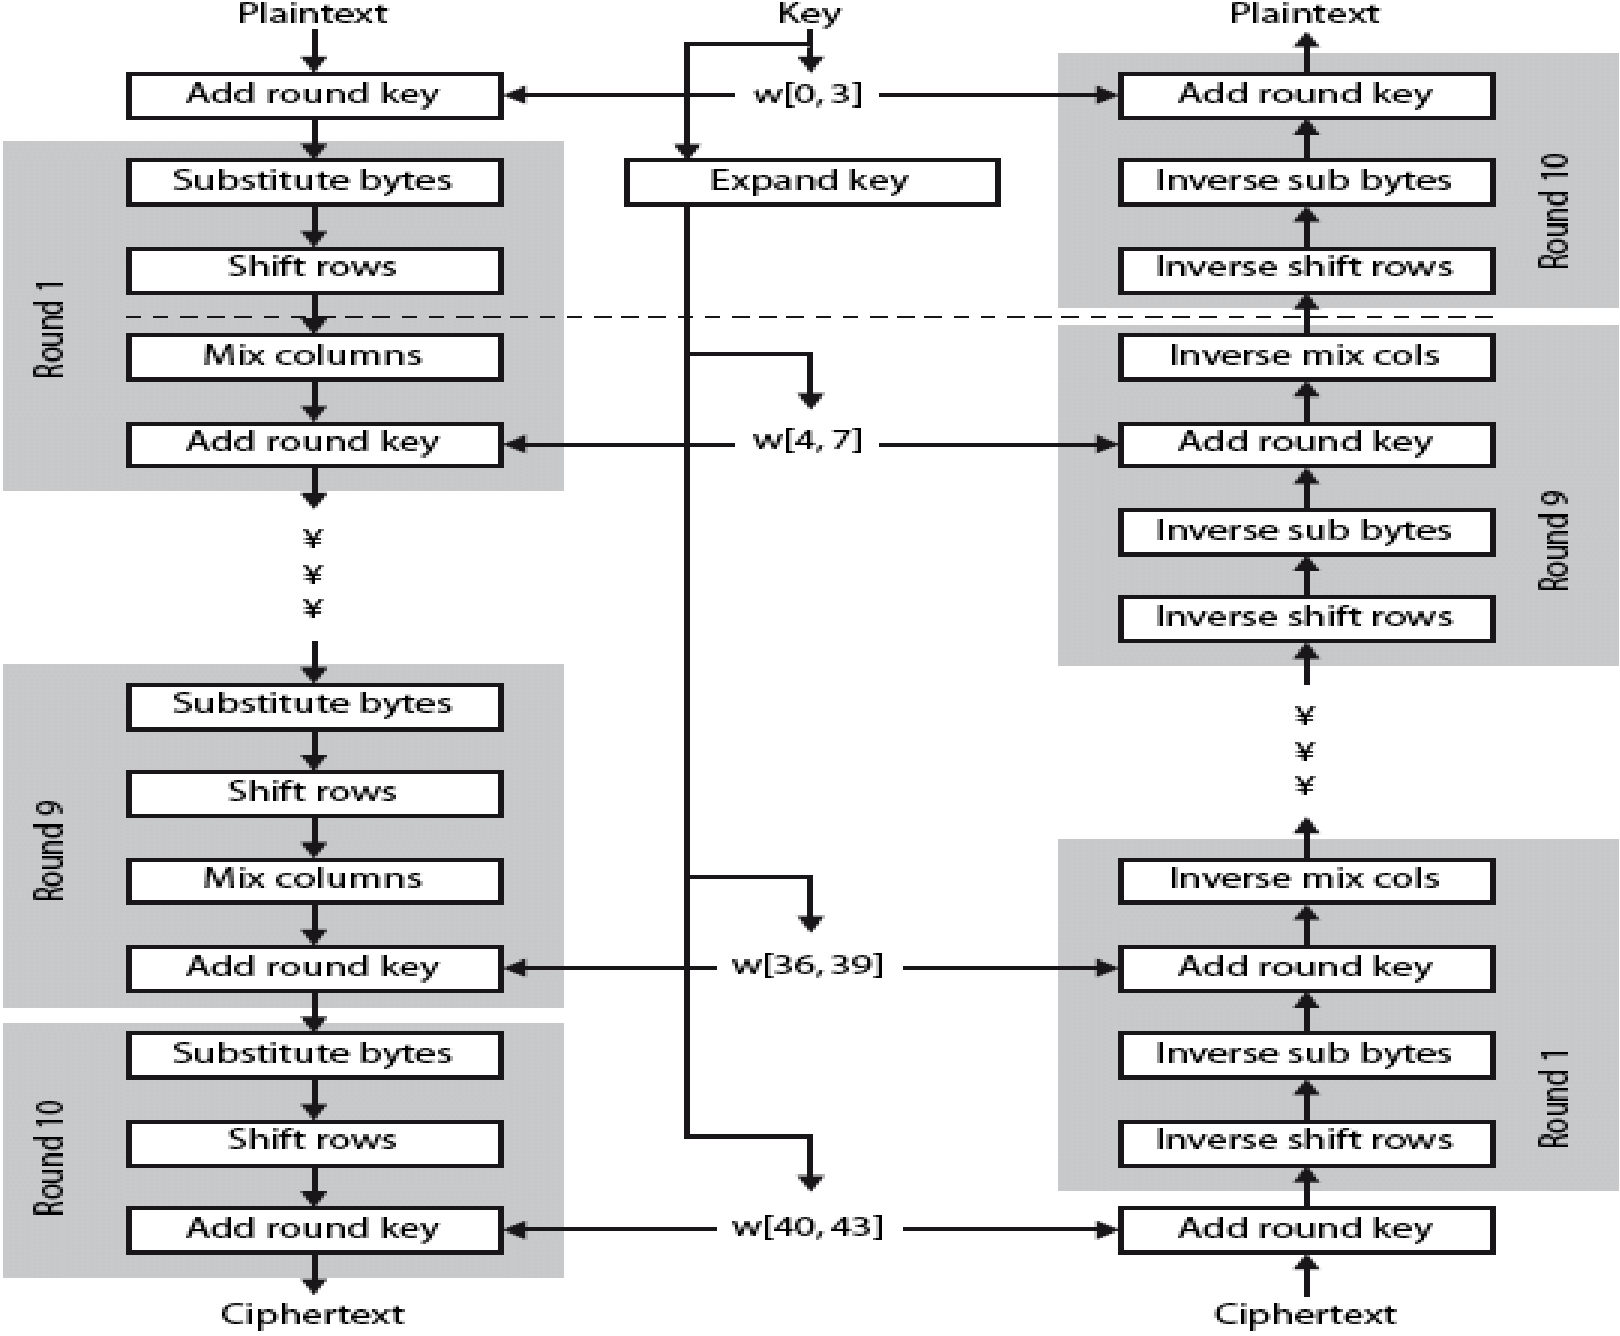 Plaintext
Add round key
Round 1
Substitute bytes
Shift rows
Mix columns
Add round key
¥
¥
¥
Round 9
Substitute bytes
Shift rows
Mix columns
Add round key
Round 10
Substitute bytes
Shift rows
Add round key
Ciphertext
Key
w[0, 3]
Expand key
w[4, 7]
w[36, 39]
w[40, 43]
Plaintext
Add round key
Inverse sub bytes
Inverse shift rows
Round 10
Inverse mix cols
Add round key
Inverse sub bytes
Inverse shift rows
Round 9
¥
¥
¥
Inverse mix cols
Add round key
Inverse sub bytes
Inverse shift rows
Round 1
Add round key
Ciphertext